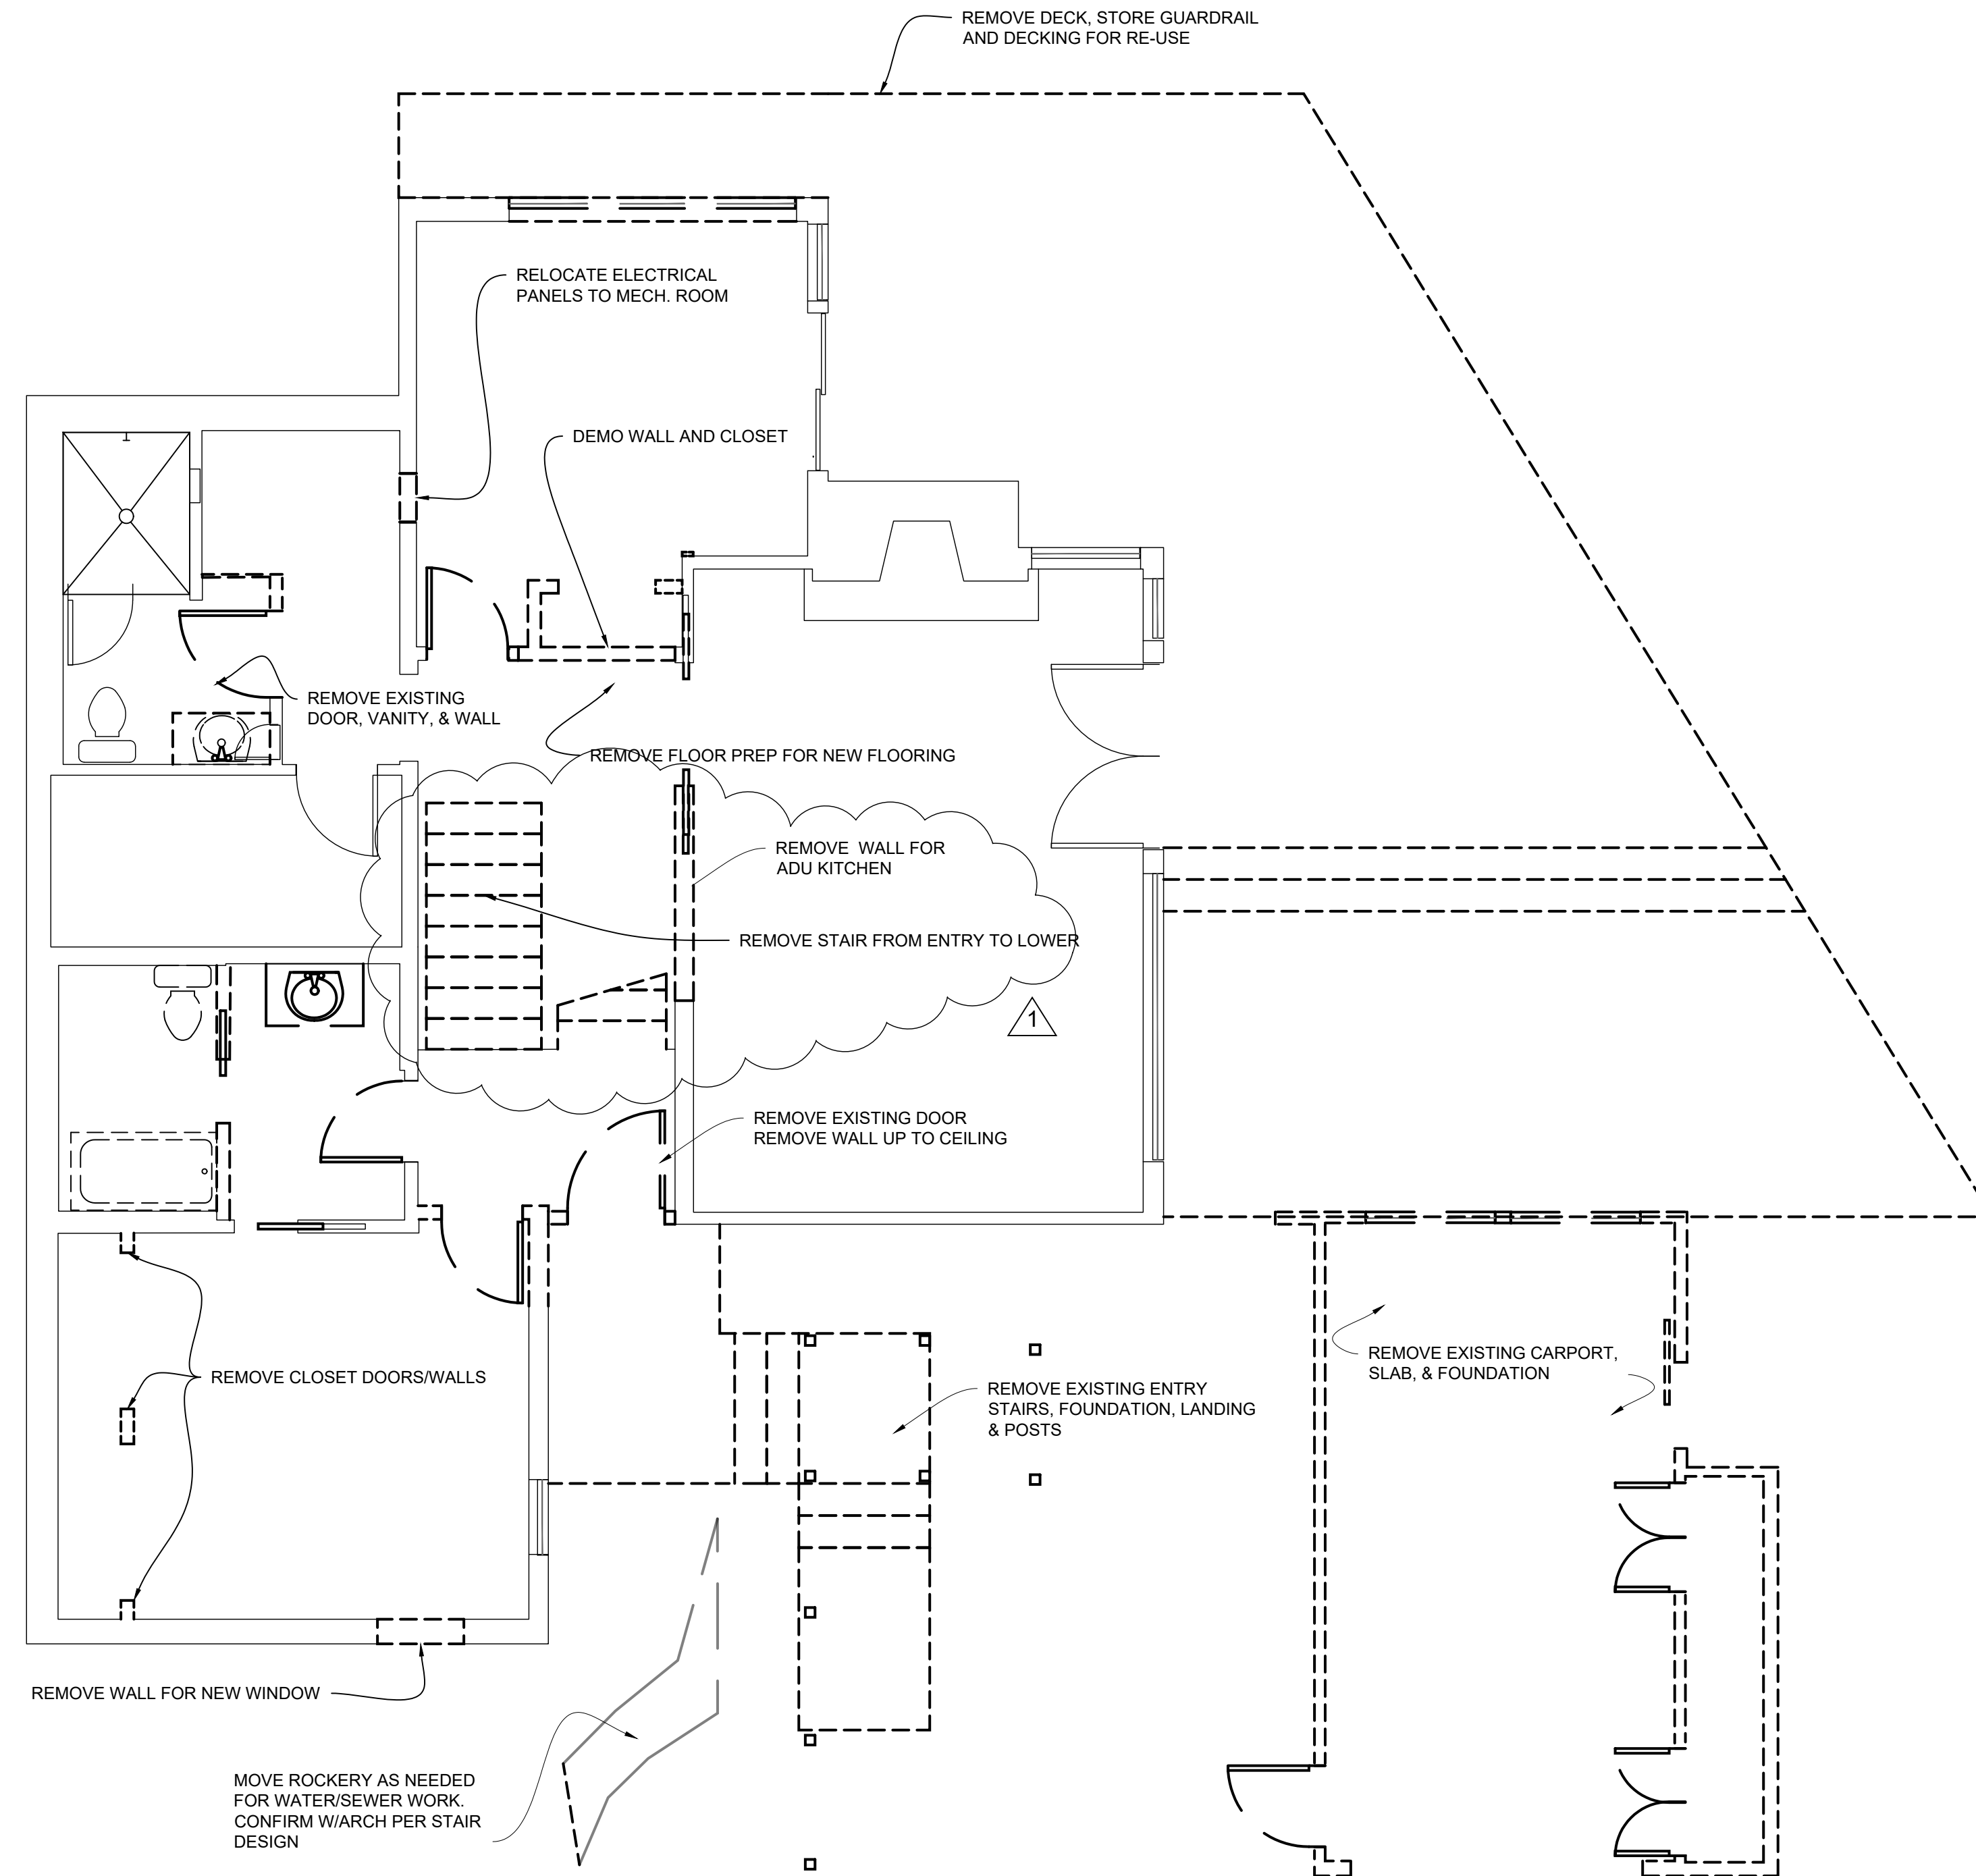 REMOVE DECK, STORE GUARDRAIL
AND DECKING FOR RE-USE
RELOCATE ELECTRICAL
PANELS TO MECH. ROOM
DEMO WALL AND CLOSET
REMOVE EXISTING
DOOR, VANITY, & WALL
REMOVE FLOOR PREP FOR NEW FLOORING
REMOVE WALL FOR
ADU KITCHEN
REMOVE STAIR FROM ENTRY TO LOWER
1
REMOVE EXISTING DOOR
REMOVE WALL UP TO CEILING
REMOVE CLOSET DOORS/WALLS
REMOVE EXISTING ENTRY
STAIRS, FOUNDATION, LANDING
& POSTS
REMOVE EXISTING CARPORT,
SLAB, & FOUNDATION
REMOVE WALL FOR NEW WINDOW
MOVE ROCKERY AS NEEDED
FOR WATER/SEWER WORK.
CONFIRM W/ARCH PER STAIR
DESIGN